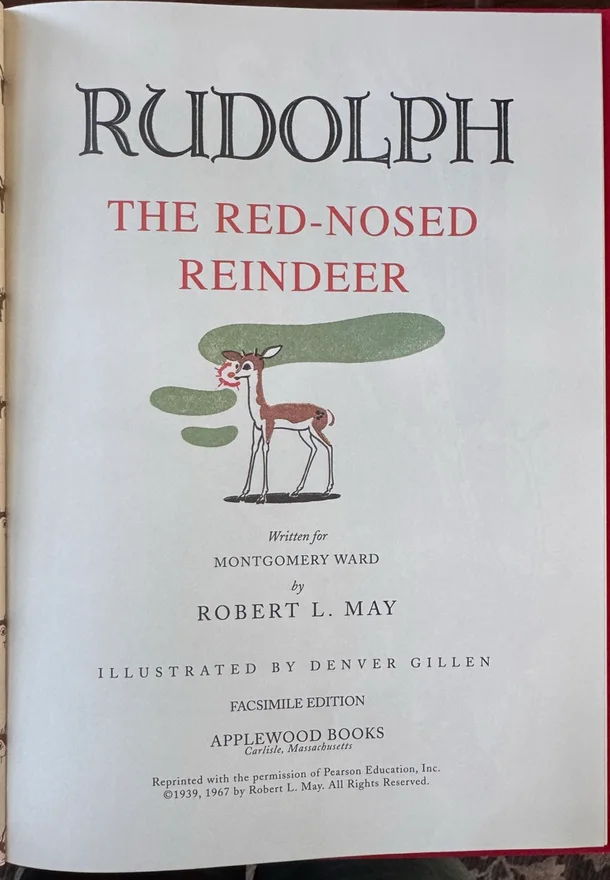 RUDOLPH
THE RED-NOSED
REINDEER
Written for
MONTGOMERY WARD
by
ROBERT L. MAY
ILLUSTRATED BY DENVER GILLEN
FACSIMILE EDITION
APPLEWOOD BOOKS
Carlisle, Massachusetts
Reprinted with the permission of Pearson Education, Inc.
©1939, 1967 by Robert L. May. All Rights Reserved.